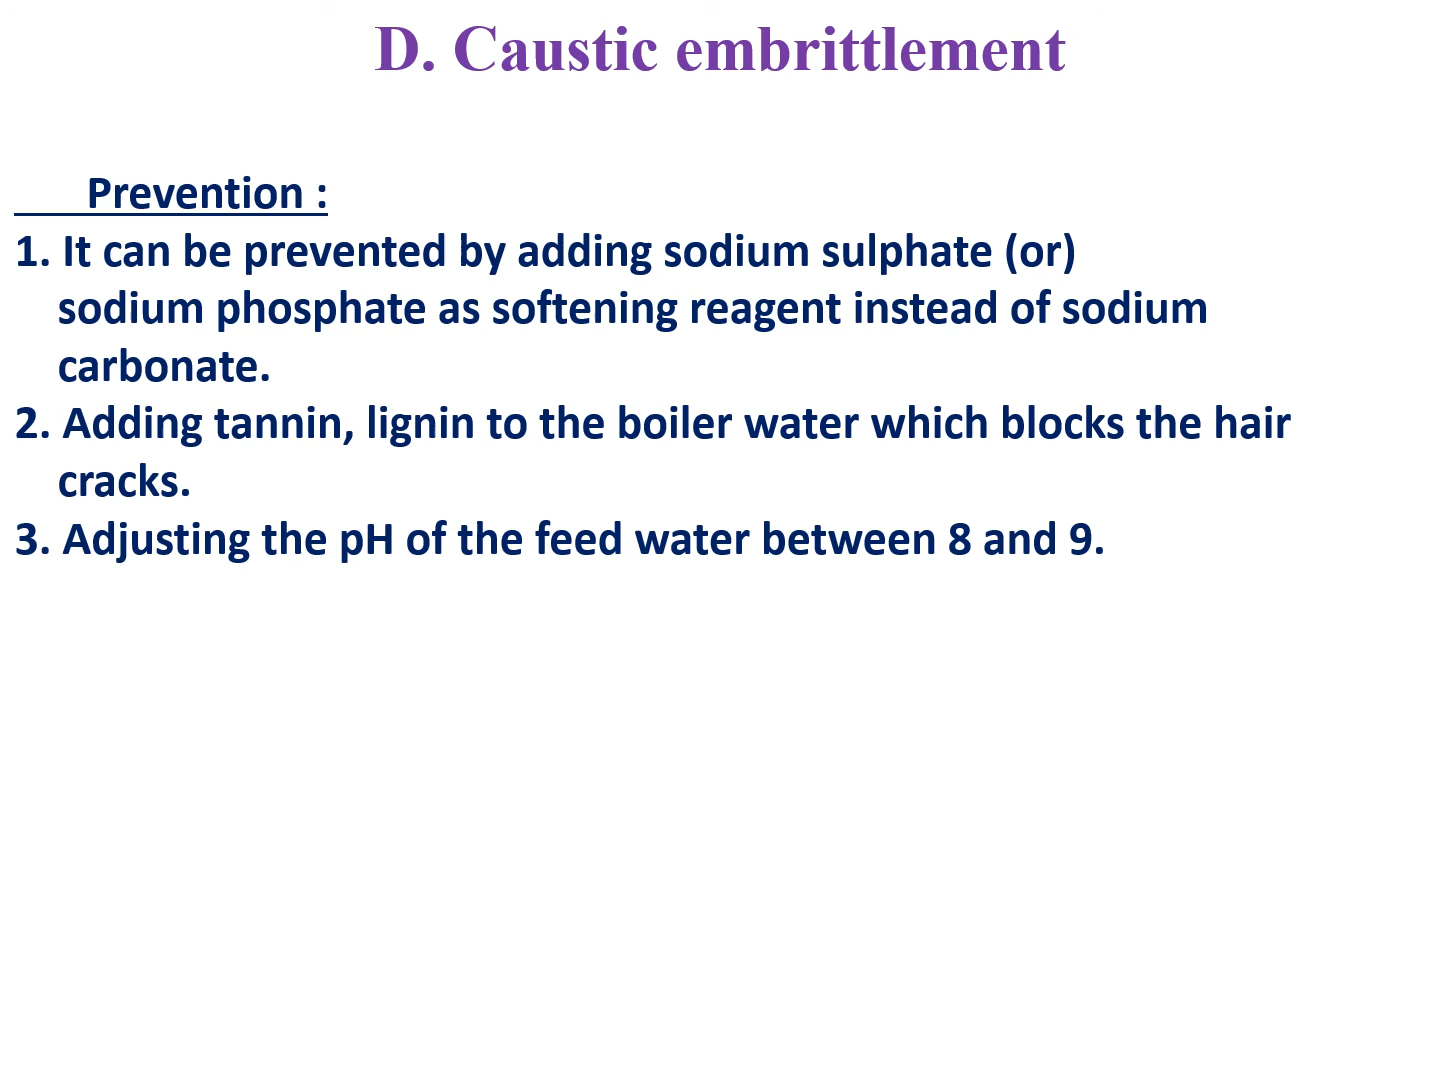 D. Caustic embrittlement
Prevention :
1. It can be prevented by adding sodium sulphate (or)
sodium phosphate as softening reagent instead of sodium
carbonate.
2. Adding tannin, lignin to the boiler water which blocks the hair
cracks.
3. Adjusting the pH of the feed water between 8 and 9.